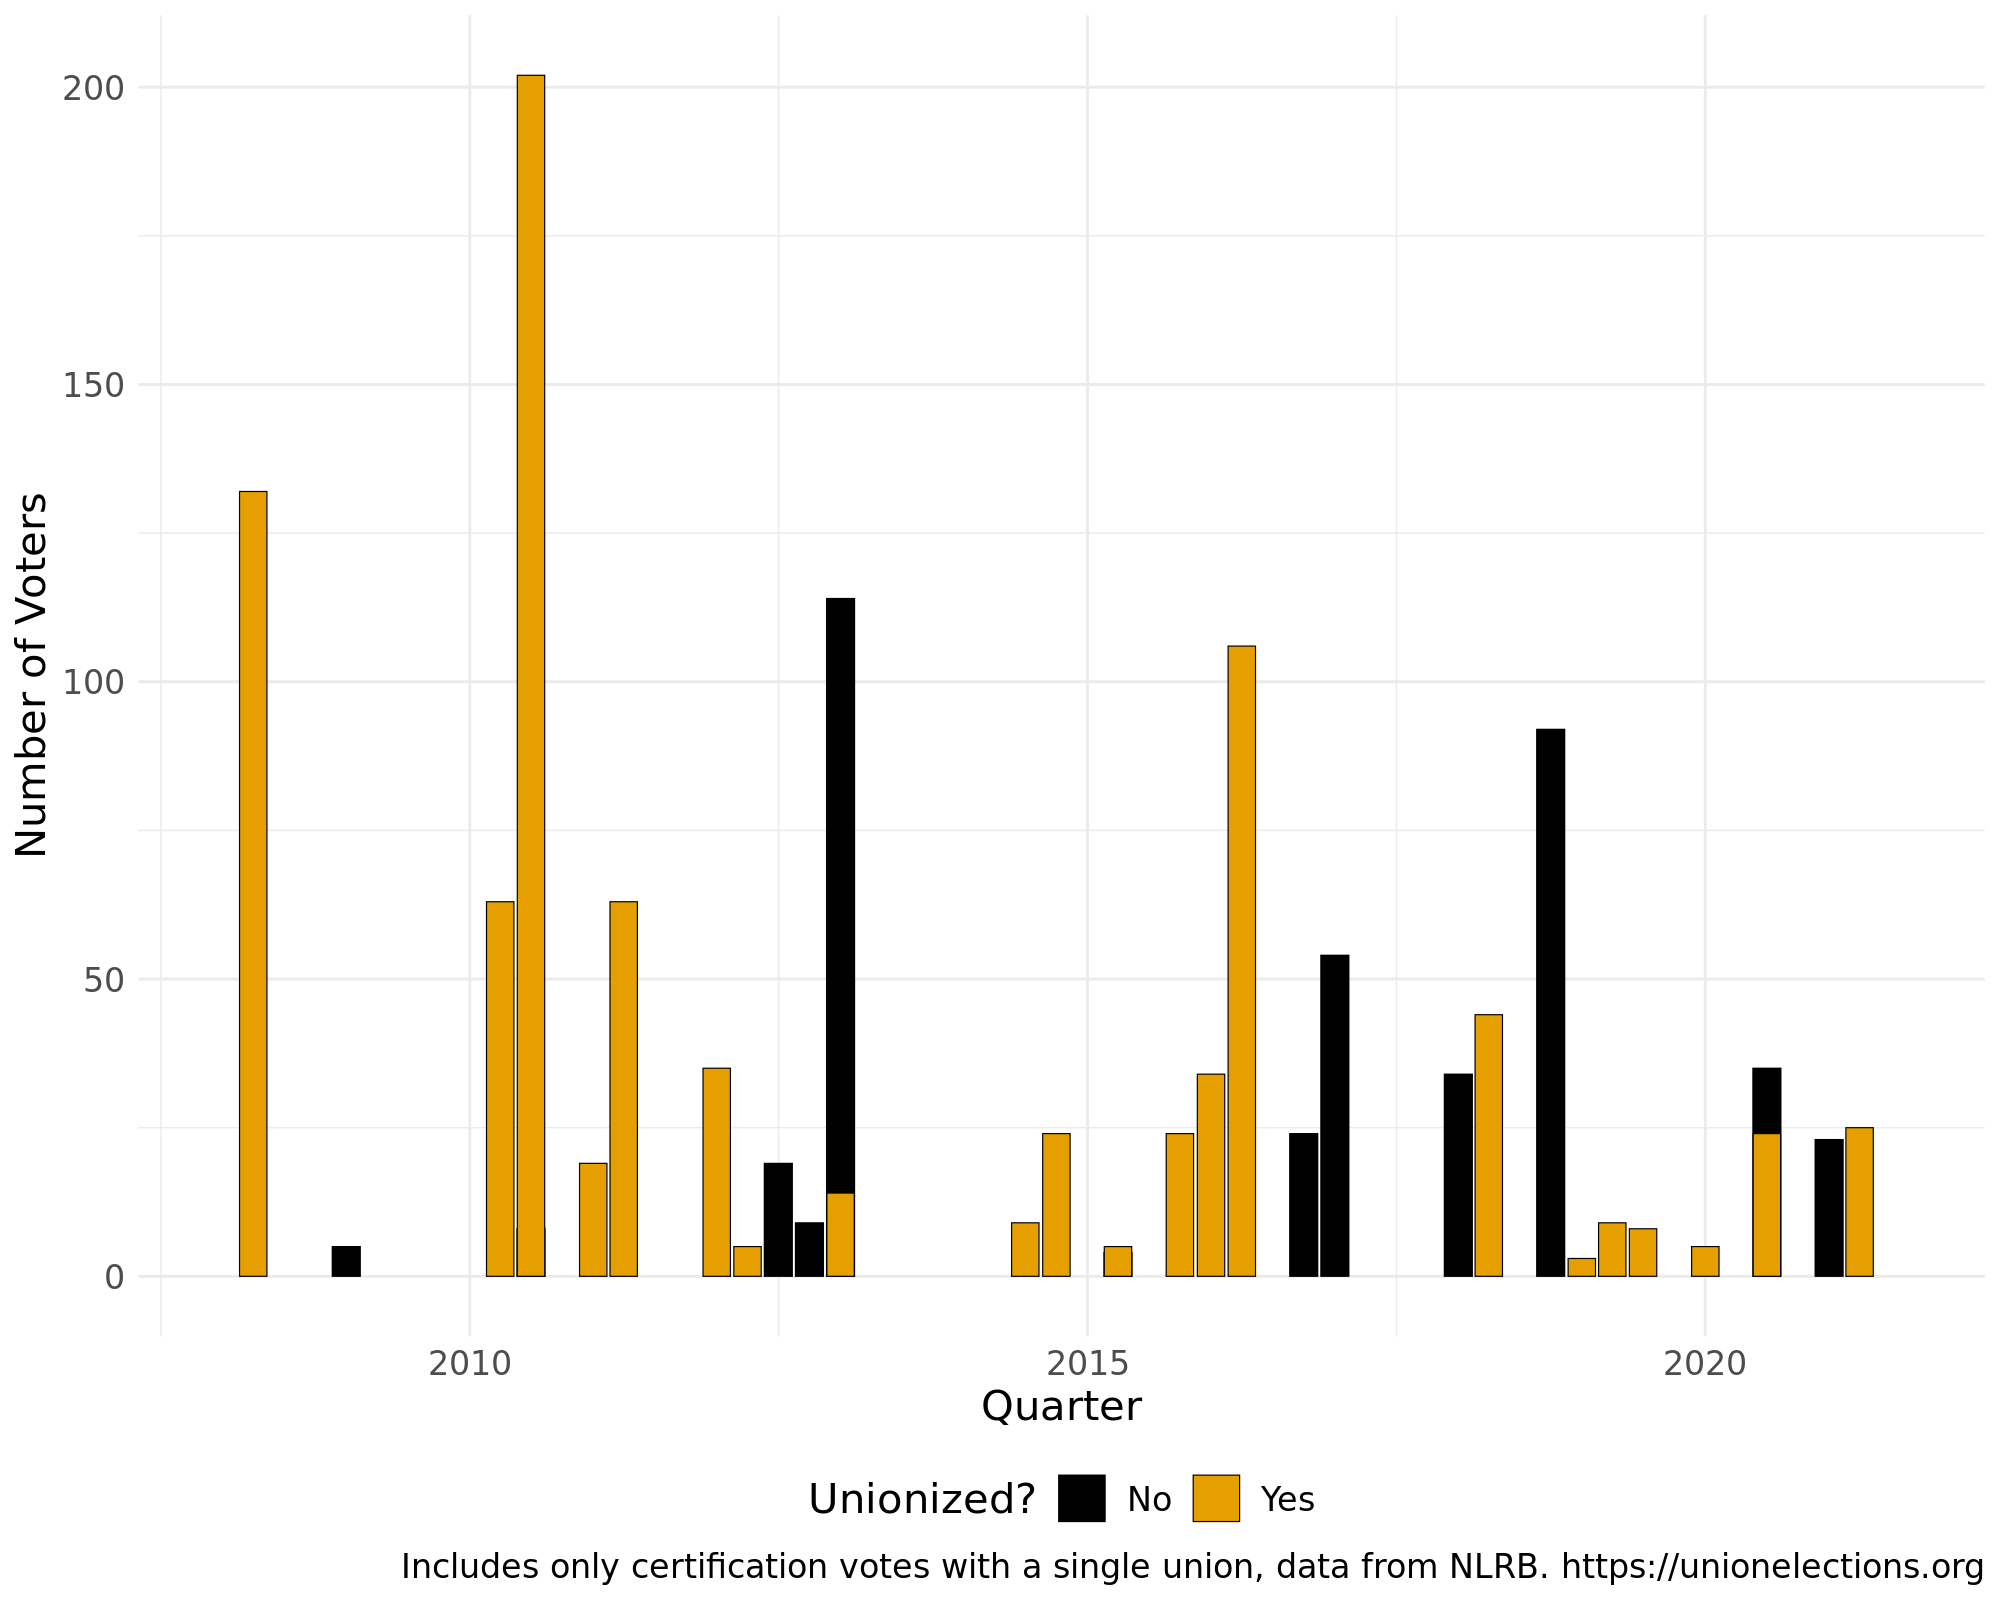 200
150
100
50
0
Number of Voters
2010 2015 2020
Quarter
Unionized? No Yes
Includes only certification votes with a single union, data from NLRB. https://unionelections.org